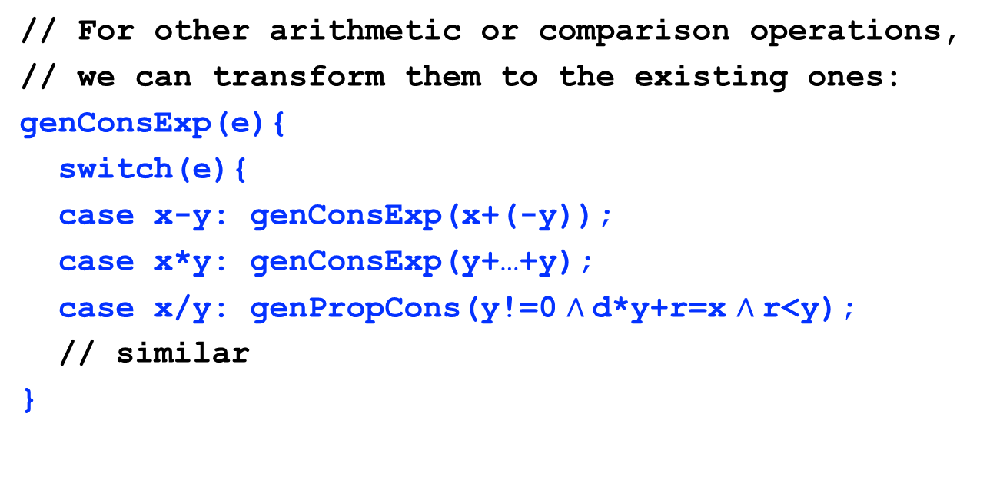 // For other arithmetic or comparison operations,
// we can transform them to the existing ones:
genConsExp(e){
  switch(e){
  case x-y: genConsExp(x+(-y));
  case x*y: genConsExp(y+…+y);
  case x/y: genPropCons(y!=0 ∧ d*y+r=x ∧ r<y);
  // similar
}